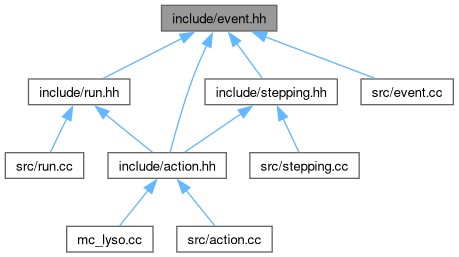 include/event.hh
include/run.hh
include/stepping.hh
src/event.cc
src/run.cc
include/action.hh
src/stepping.cc
mc_lyso.cc
src/action.cc